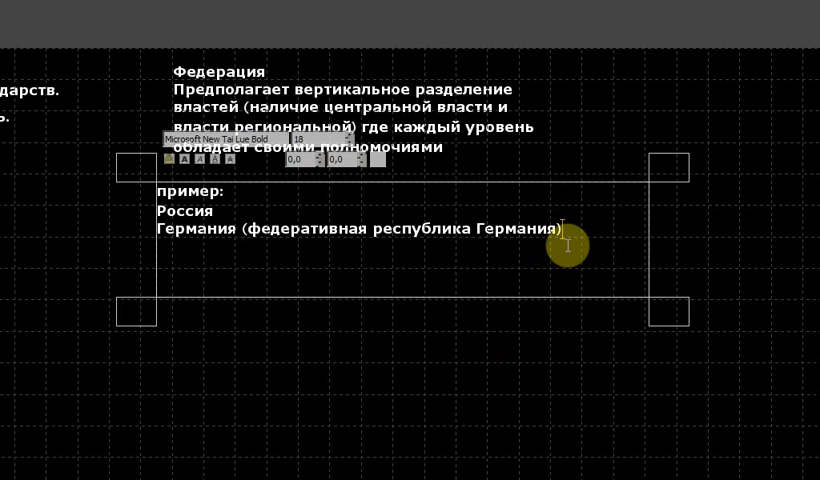 Федерация
дарств.
Предполагает вертикальное разделение
властей (наличие центральной власти и
ь.
власти региональной) где каждый уровень
Microsoft New Tai Lue Bold 18
обладает своими полномочиями
0,0 0,0
пример:
Россия
Германия (федеративная республика Германия)